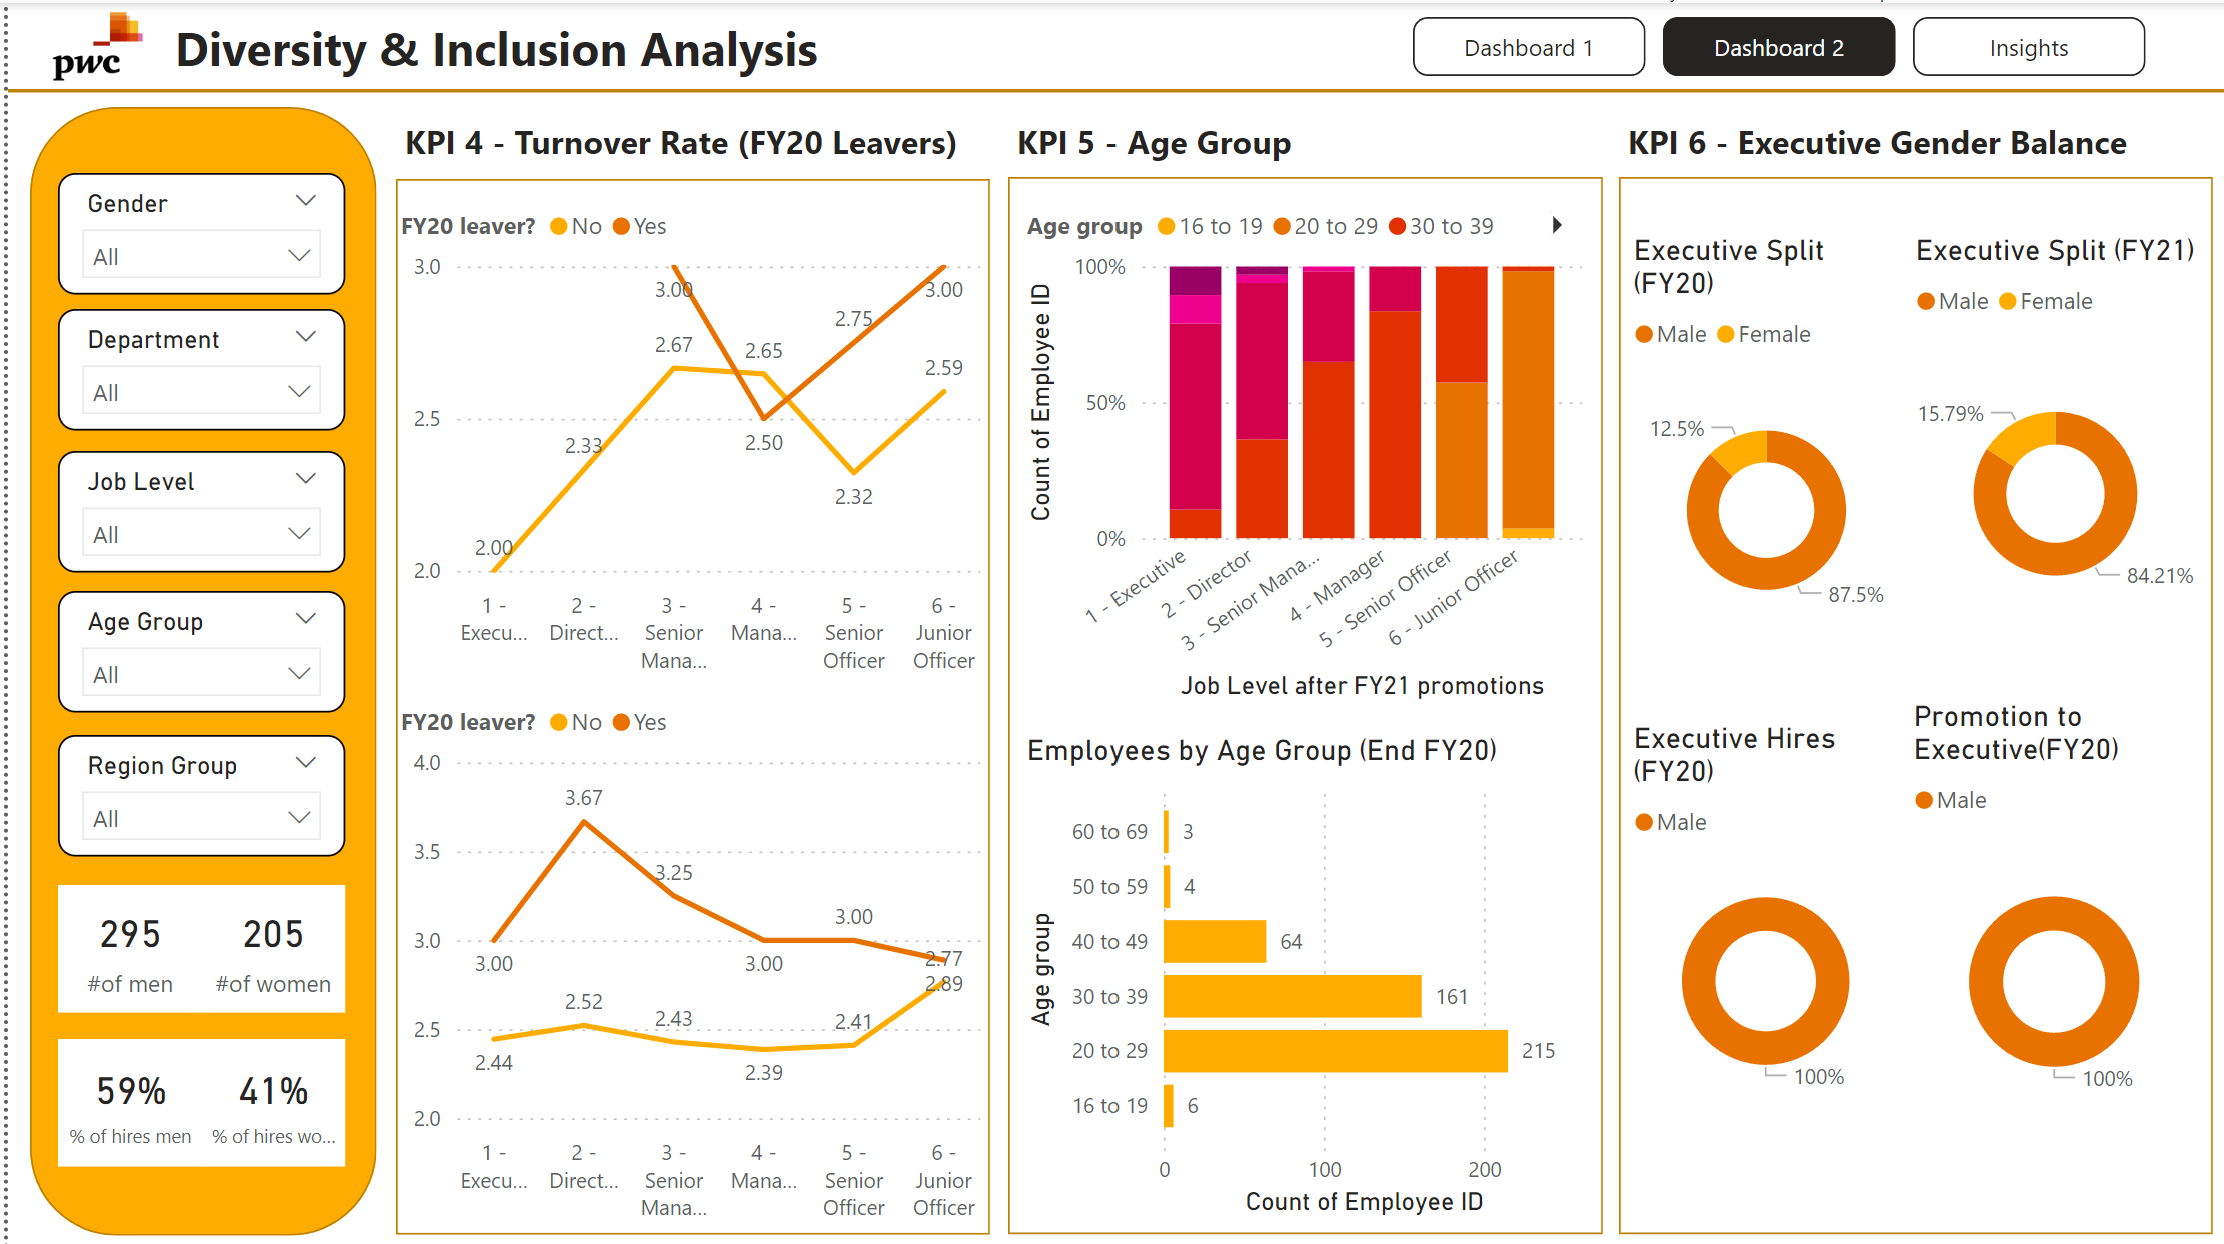 pwc
Diversity & Inclusion Analysis
Dashboard 1
Dashboard 2
Insights
Gender
All
Department
All
Job Level
All
Age Group
All
Region Group
All
295
205
#of men
#of women
59%
41%
% of hires men
% of hires wo...
KPI 4 - Turnover Rate (FY20 Leavers)
FY20 leaver? No Yes
3.0
2.5
2.0
3.00
3.00
2.75
2.67
2.65
2.59
2.33
2.50
2.32
2.00
1 -
Execu...
2 -
Direct...
3 -
Senior
Mana...
4 -
Mana...
5 -
Senior
Officer
6 -
Junior
Officer
FY20 leaver? No Yes
4.0
3.5
3.0
2.5
2.0
3.67
3.25
3.00
3.00
3.00
2.77
2.89
2.52
2.43
2.41
2.44
2.39
1 -
Execu...
2 -
Direct...
3 -
Senior
Mana...
4 -
Mana...
5 -
Senior
Officer
6 -
Junior
Officer
KPI 5 - Age Group
Age group 16 to 19 20 to 29 30 to 39
Count of Employee ID
100%
50%
0%
1 - Executive
2 - Director
3 - Senior Mana...
4 - Manager
5 - Senior Officer
6 - Junior Officer
Job Level after FY21 promotions
Employees by Age Group (End FY20)
Age group
60 to 69 3
50 to 59 4
40 to 49 64
30 to 39 161
20 to 29 215
16 to 19 6
0 100 200
Count of Employee ID
KPI 6 - Executive Gender Balance
Executive Split
(FY20)
Male Female
12.5%
87.5%
Executive Split (FY21)
Male Female
15.79%
84.21%
Executive Hires
(FY20)
Male
100%
Promotion to
Executive(FY20)
Male
100%